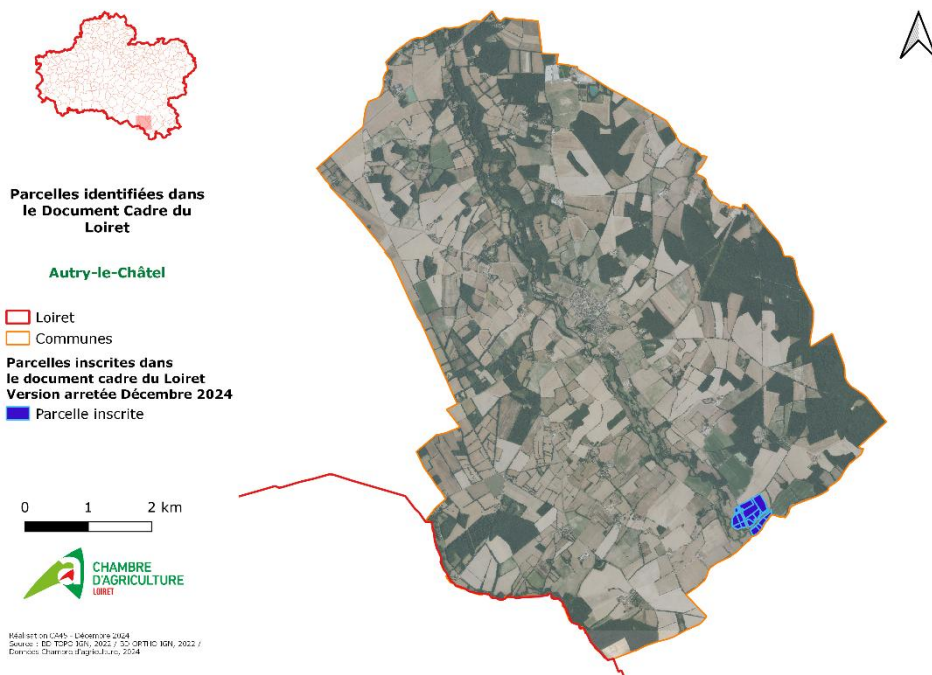 Parcelles identifiées dans
le Document Cadre du
Loiret
Autry-le-Châtel
Loiret
Communes
Parcelles inscrites dans
le document cadre du Loiret
Version arretée Décembre 2024
Parcelle inscrite
0 1 2 km
CHAMBRE
D'AGRICULTURE
LOIRET
Réalisation CA45 - Décembre 2024
Source : BD TOPO IGN, 2022 / BD ORTHO IGN, 2022 /
Données Chambre d'agriculture, 2024